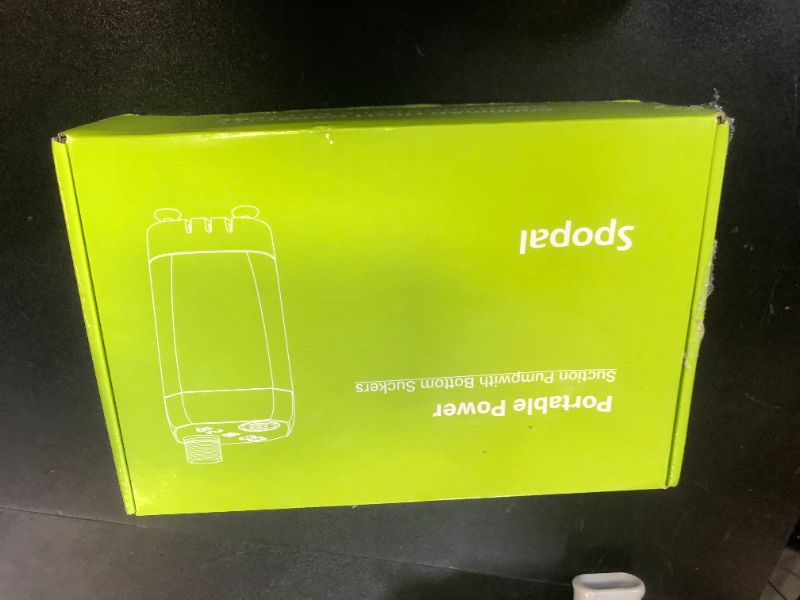 Portable Power
Suction Pumpwith Bottom Suckers
Spopal